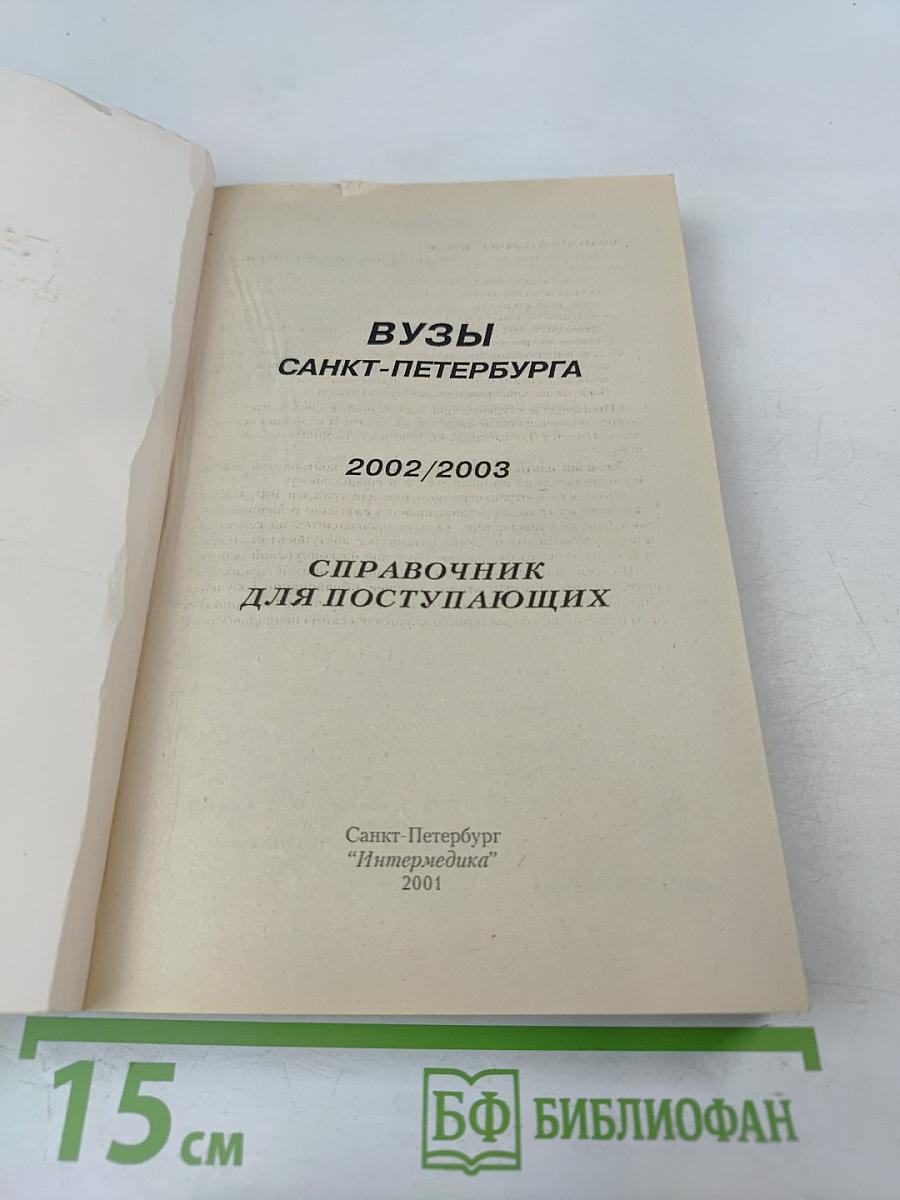 ВУЗЫ
САНКТ-ПЕТЕРБУРГА
2002/2003
СПРАВОЧНИК
ДЛЯ ПОСТУПАЮЩИХ
Санкт-Петербург
“Интермедика”
2001
15 см
БФ БИБЛИОФАН